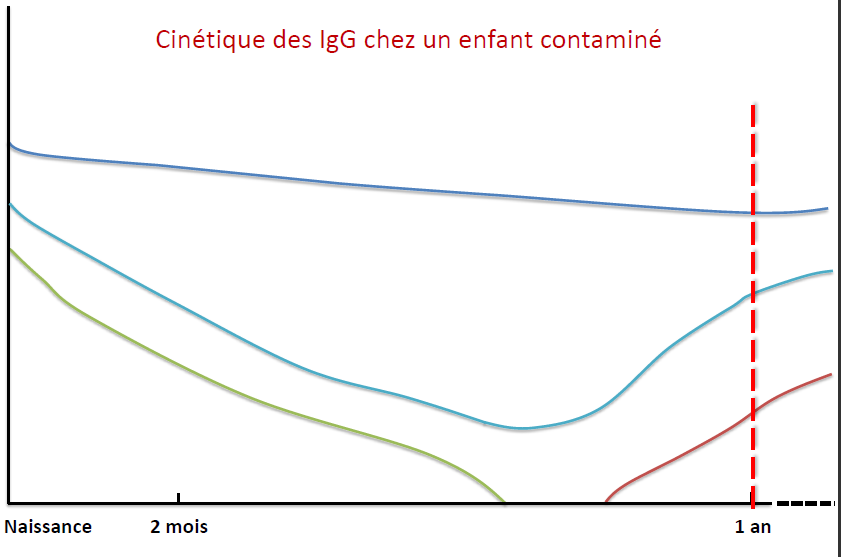 Cinétique des IgG chez un enfant contaminé
Naissance 2 mois 1 an